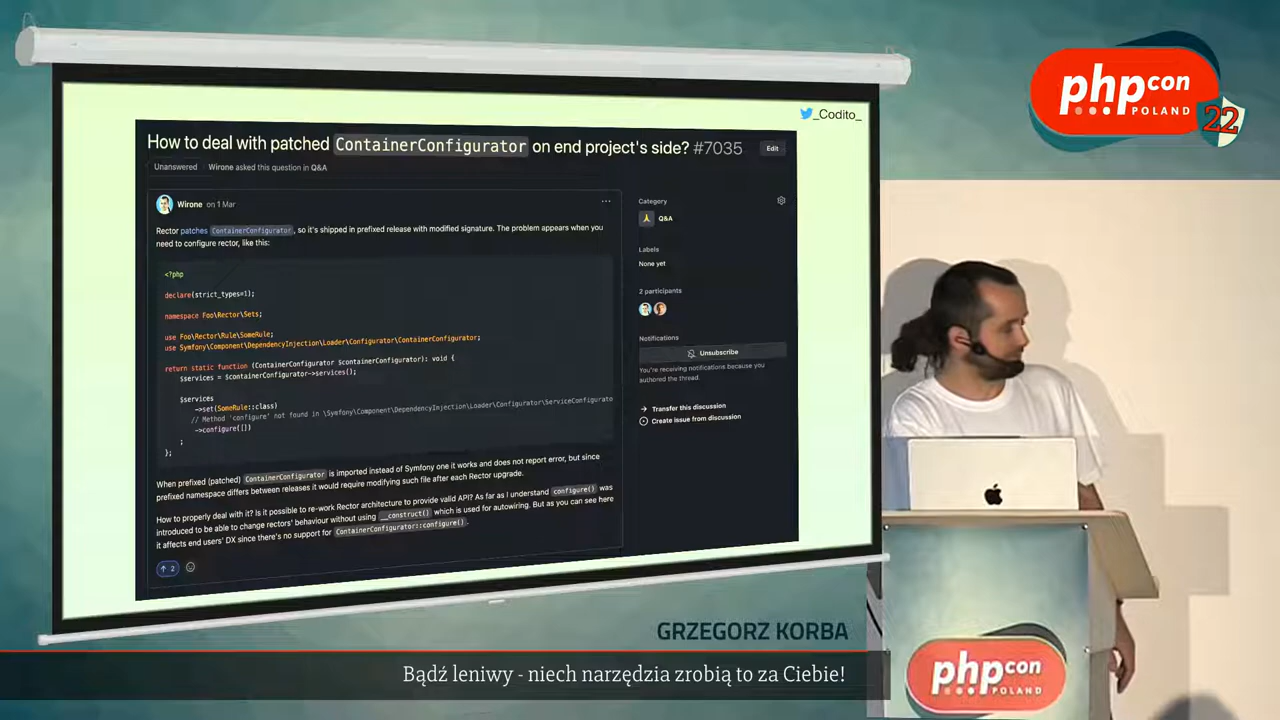 _Codito_
php con
POLAND
22
How to deal with patched ContainerConfigurator on end project's side? #7035
Edit
Unanswered Wirone asked this question in Q&A
Wirone on 1 Mar
Rector patches ContainerConfigurator, so it's shipped in prefixed release with modified signature. The problem appears when you
need to configure rector, like this:
<?php
declare(strict_types=1);
namespace Foo\Rector\Sets;
use Foo\Rector\Rule\SomeRule;
use Symfony\Component\DependencyInjection\Loader\Configurator\ContainerConfigurator;
return static function (ContainerConfigurator $containerConfigurator): void {
$services = $containerConfigurator->services();
$services
->set(SomeRule::class)
// Method 'configure' not found in \Symfony\Component\DependencyInjection\Loader\Configurator\ServiceConfigurato
->configure([])
;
};
When prefixed (patched) ContainerConfigurator is imported instead of Symfony one it works and does not report error, but since
prefixed namespace differs between releases it would require modifying such file after each Rector upgrade.
How to properly deal with it? Is it possible to re-work Rector architecture to provide valid API? As far as I understand configure() was
introduced to be able to change rectors' behaviour without using __construct() which is used for autowiring. But as you can see here
it affects end users' DX since there's no support for ContainerConfigurator::configure().
2
Category
Q&A
Labels
None yet
2 participants
Notifications
Unsubscribe
You're receiving notifications because you
authored the thread.
Transfer this discussion
Create issue from discussion
GRZEGORZ KORBA
Bądź leniwy - niech narzędzia zrobią to za Ciebie!
php con
POLAND